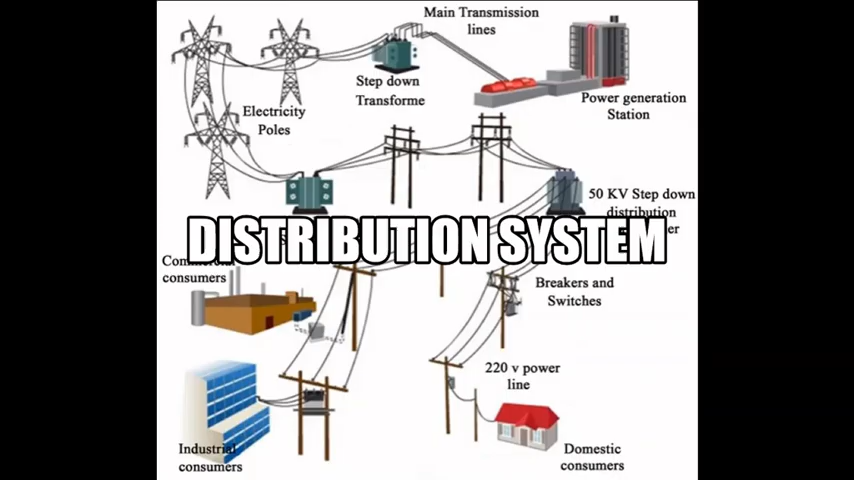 Main Transmission
lines
Step down
Transforme
Power generation
Station
Electricity
Poles
50 KV Step down
distribution
DISTRIBUTION SYSTEM
consumers
Breakers and
Switches
220 v power
line
Industrial
consumers
Domestic
consumers